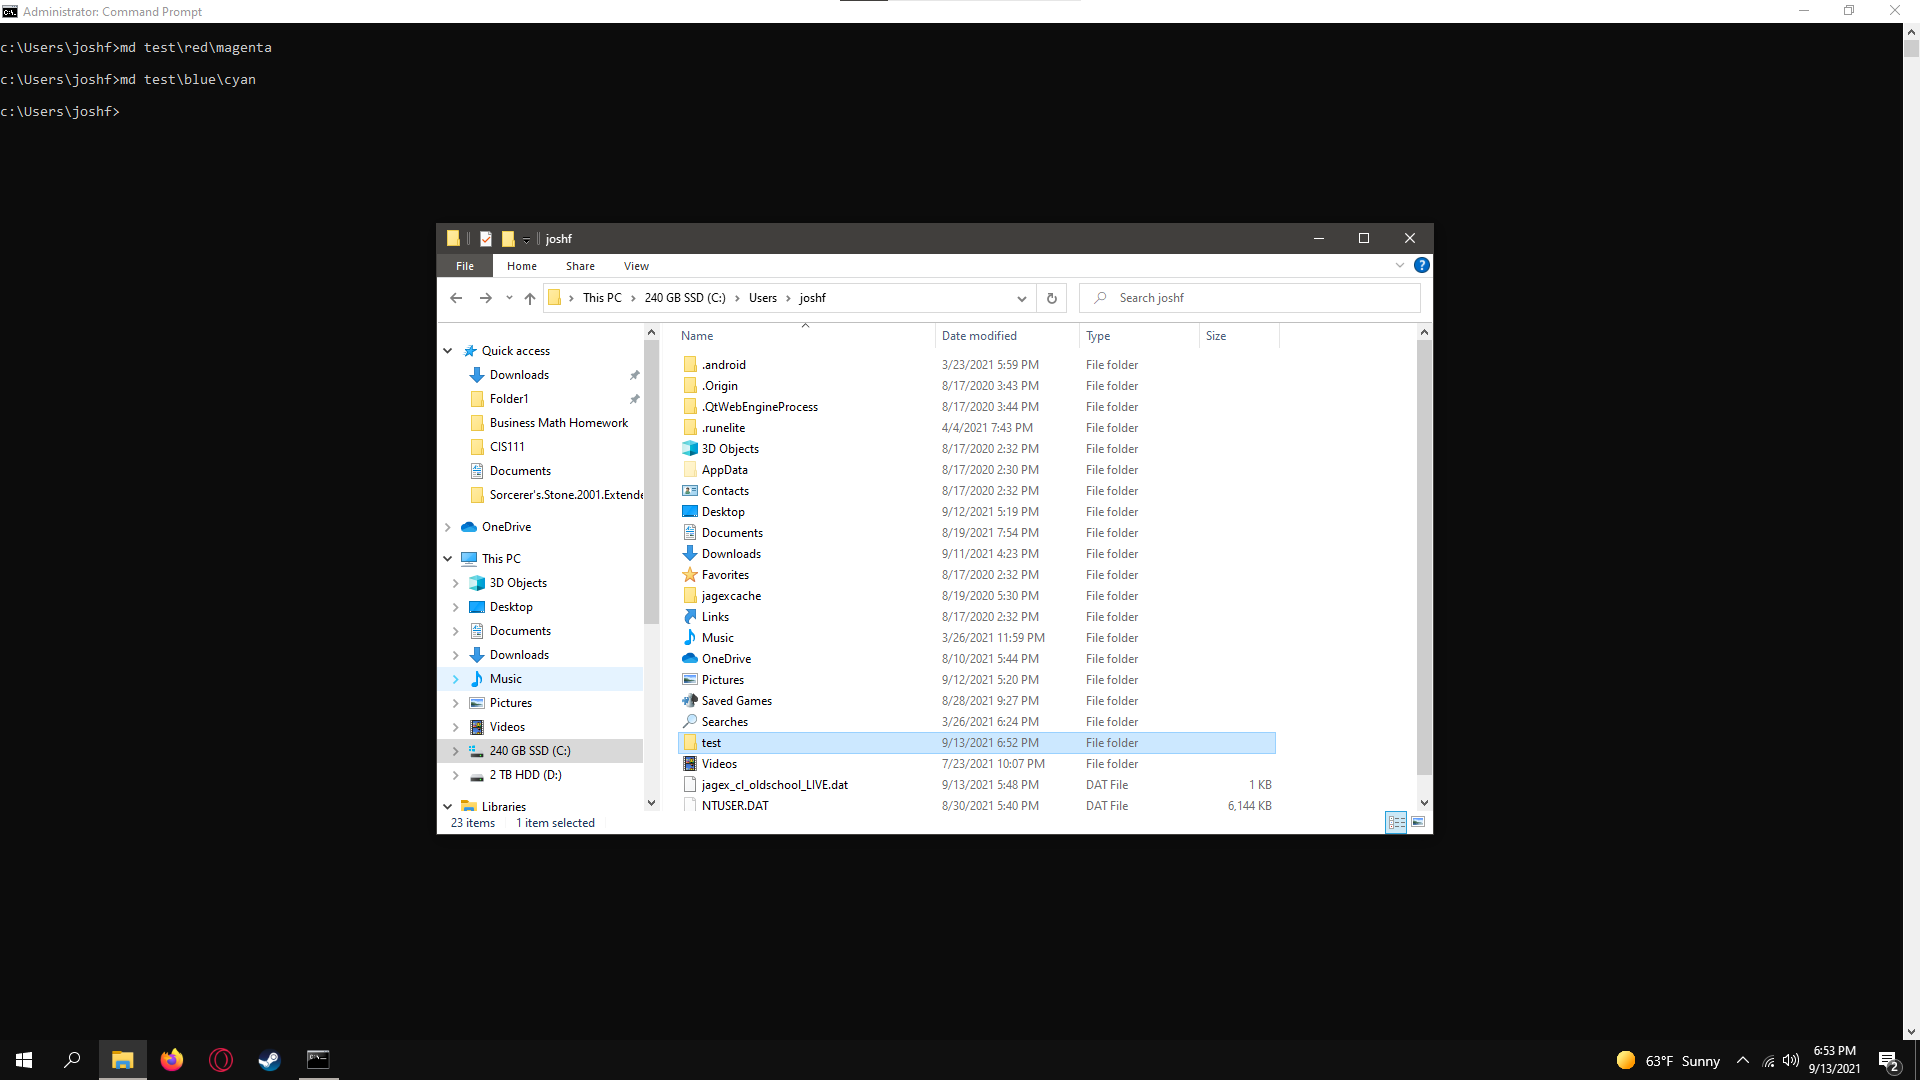 Administrator: Command Prompt
c:\Users\joshf>md test\red\magenta
c:\Users\joshf>md test\blue\cyan
c:\Users\joshf>
joshf
File Home Share View
This PC 240 GB SSD (C:) Users joshf
Search joshf
Quick access
Downloads
Folder1
Business Math Homework
CIS111
Documents
Sorcerer's.Stone.2001.Extende
OneDrive
This PC
3D Objects
Desktop
Documents
Downloads
Music
Pictures
Videos
240 GB SSD (C:)
2 TB HDD (D:)
Libraries
Name Date modified Type Size
.android 3/23/2021 5:59 PM File folder
.Origin 8/17/2020 3:43 PM File folder
.QtWebEngineProcess 8/17/2020 3:44 PM File folder
.runelite 4/4/2021 7:43 PM File folder
3D Objects 8/17/2020 2:32 PM File folder
AppData 8/17/2020 2:30 PM File folder
Contacts 8/17/2020 2:32 PM File folder
Desktop 9/12/2021 5:19 PM File folder
Documents 8/19/2021 7:54 PM File folder
Downloads 9/11/2021 4:23 PM File folder
Favorites 8/17/2020 2:32 PM File folder
jagexcache 8/19/2020 5:30 PM File folder
Links 8/17/2020 2:32 PM File folder
Music 3/26/2021 11:59 PM File folder
OneDrive 8/10/2021 5:44 PM File folder
Pictures 9/12/2021 5:20 PM File folder
Saved Games 8/28/2021 9:27 PM File folder
Searches 3/26/2021 6:24 PM File folder
test 9/13/2021 6:52 PM File folder
Videos 7/23/2021 10:07 PM File folder
jagex_cl_oldschool_LIVE.dat 9/13/2021 5:48 PM DAT File 1 KB
NTUSER.DAT 8/30/2021 5:40 PM DAT File 6,144 KB
23 items 1 item selected
63°F Sunny
6:53 PM
9/13/2021
2